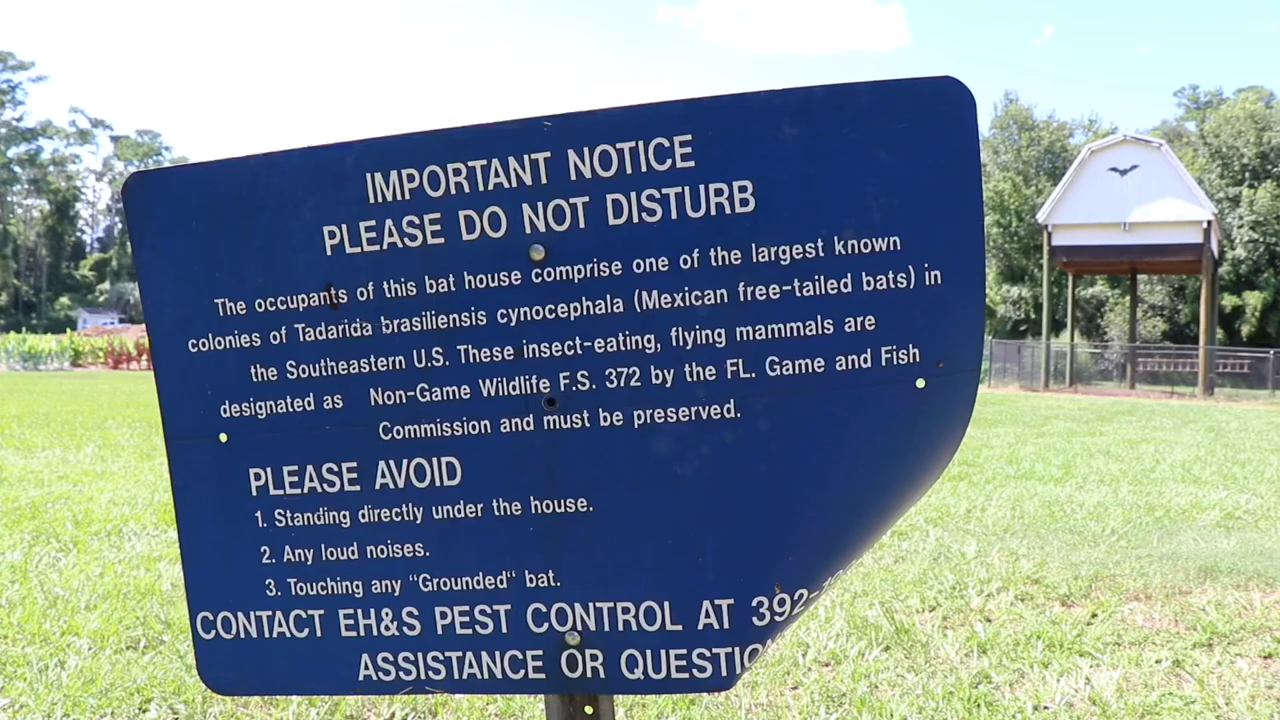 IMPORTANT NOTICE
PLEASE DO NOT DISTURB
The occupants of this bat house comprise one of the largest known
colonies of Tadarida brasiliensis cynocephala (Mexican free-tailed bats) in
the Southeastern U.S. These insect-eating, flying mammals are
designated as Non-Game Wildlife F.S. 372 by the FL. Game and Fish
Commission and must be preserved.
PLEASE AVOID
1. Standing directly under the house.
2. Any loud noises.
3. Touching any “Grounded“ bat.
CONTACT EH&S PEST CONTROL AT 392-
ASSISTANCE OR